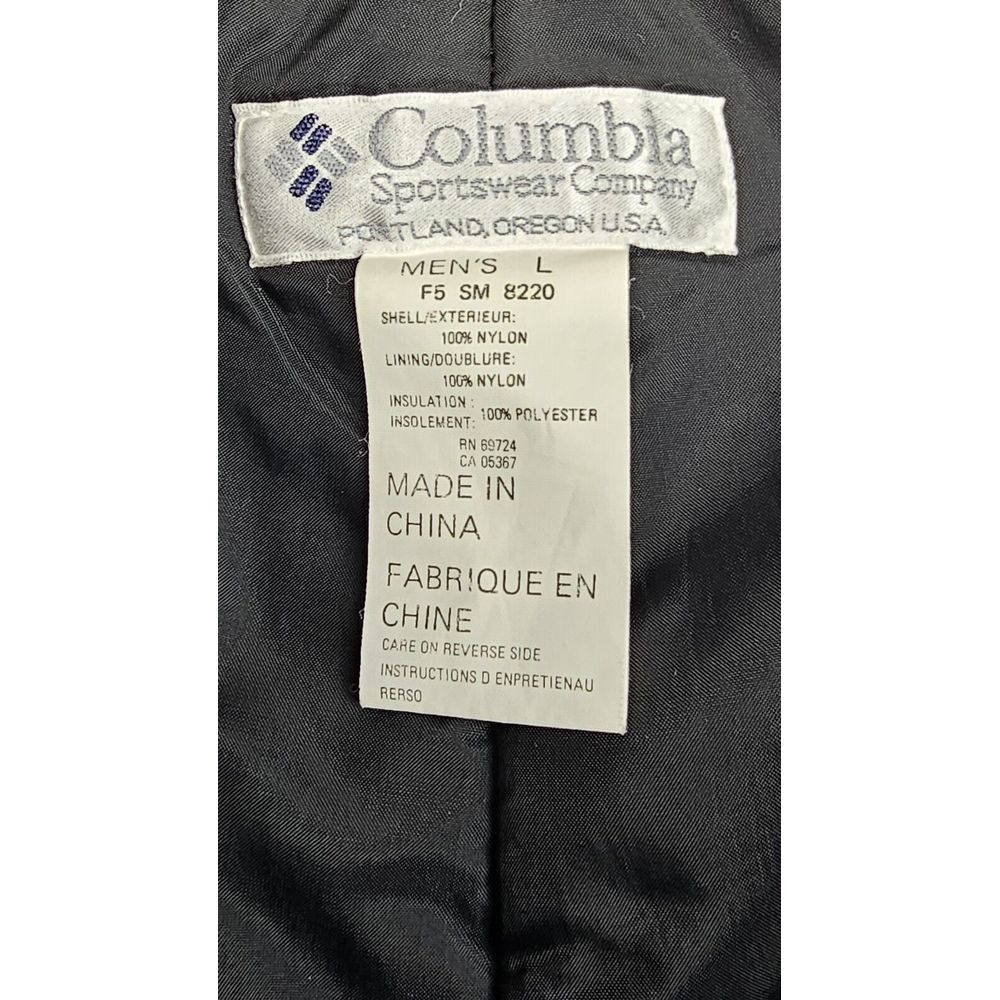 Columbia
Sportswear Company
PORTLAND, OREGON U.S.A.
MEN'S L
F5 SM 8220
SHELL/EXTERIEUR:
100% NYLON
LINING/DOUBLURE:
100% NYLON
INSULATION :
INSOLEMENT: 100% POLYESTER
RN 69724
CA 05367
MADE IN
CHINA
FABRIQUE EN
CHINE
CARE ON REVERSE SIDE
INSTRUCTIONS D ENPRETIENAU
RERSO